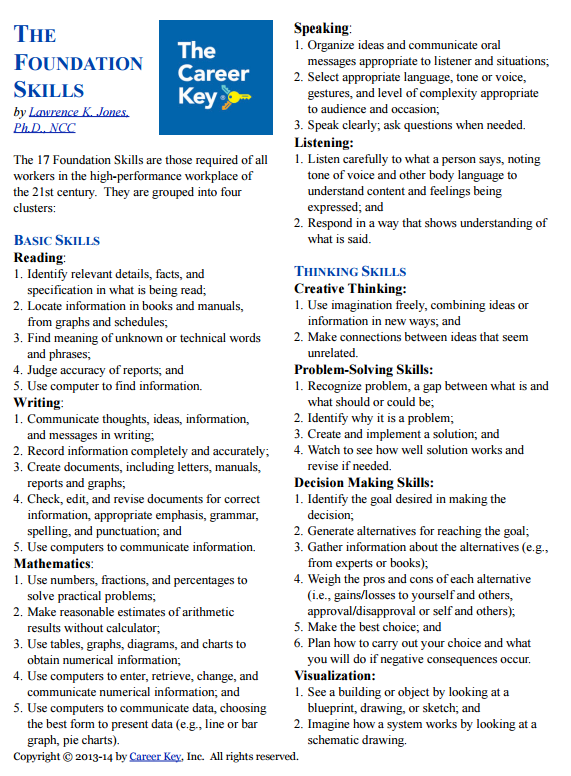 THE
FOUNDATION
SKILLS
by Lawrence K. Jones,
Ph.D., NCC
The
Career
Key
The 17 Foundation Skills are those required of all
workers in the high-performance workplace of
the 21st century. They are grouped into four
clusters:
BASIC SKILLS
Reading:
1. Identify relevant details, facts, and
specification in what is being read;
2. Locate information in books and manuals,
from graphs and schedules;
3. Find meaning of unknown or technical words
and phrases;
4. Judge accuracy of reports; and
5. Use computer to find information.
Writing:
1. Communicate thoughts, ideas, information,
and messages in writing;
2. Record information completely and accurately;
3. Create documents, including letters, manuals,
reports and graphs;
4. Check, edit, and revise documents for correct
information, appropriate emphasis, grammar,
spelling, and punctuation; and
5. Use computers to communicate information.
Mathematics:
1. Use numbers, fractions, and percentages to
solve practical problems;
2. Make reasonable estimates of arithmetic
results without calculator;
3. Use tables, graphs, diagrams, and charts to
obtain numerical information;
4. Use computers to enter, retrieve, change, and
communicate numerical information; and
5. Use computers to communicate data, choosing
the best form to present data (e.g., line or bar
graph, pie charts).
Speaking:
1. Organize ideas and communicate oral
messages appropriate to listener and situations;
2. Select appropriate language, tone or voice,
gestures, and level of complexity appropriate
to audience and occasion;
3. Speak clearly; ask questions when needed.
Listening:
1. Listen carefully to what a person says, noting
tone of voice and other body language to
understand content and feelings being
expressed; and
2. Respond in a way that shows understanding of
what is said.
THINKING SKILLS
Creative Thinking:
1. Use imagination freely, combining ideas or
information in new ways; and
2. Make connections between ideas that seem
unrelated.
Problem-Solving Skills:
1. Recognize problem, a gap between what is and
what should or could be;
2. Identify why it is a problem;
3. Create and implement a solution; and
4. Watch to see how well solution works and
revise if needed.
Decision Making Skills:
1. Identify the goal desired in making the
decision;
2. Generate alternatives for reaching the goal;
3. Gather information about the alternatives (e.g.,
from experts or books);
4. Weigh the pros and cons of each alternative
(i.e., gains/losses to yourself and others,
approval/disapproval or self and others);
5. Make the best choice; and
6. Plan how to carry out your choice and what
you will do if negative consequences occur.
Visualization:
1. See a building or object by looking at a
blueprint, drawing, or sketch; and
2. Imagine how a system works by looking at a
schematic drawing.
Copyright © 2013-14 by Career Key, Inc. All rights reserved.